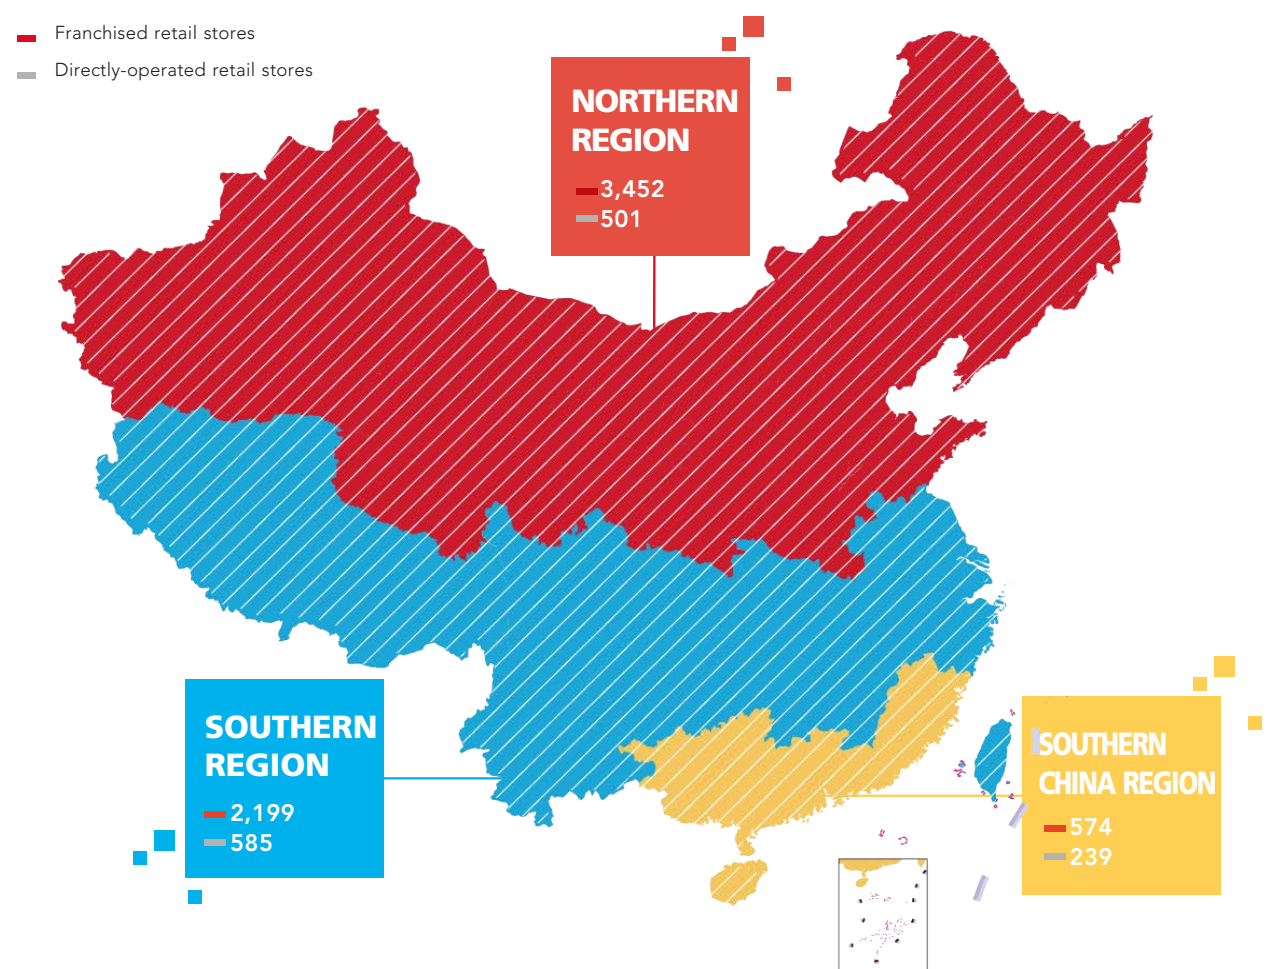 Franchised retail stores
Directly-operated retail stores
NORTHERN
REGION
3,452
501
SOUTHERN
REGION
2,199
585
SOUTHERN
CHINA REGION
574
239